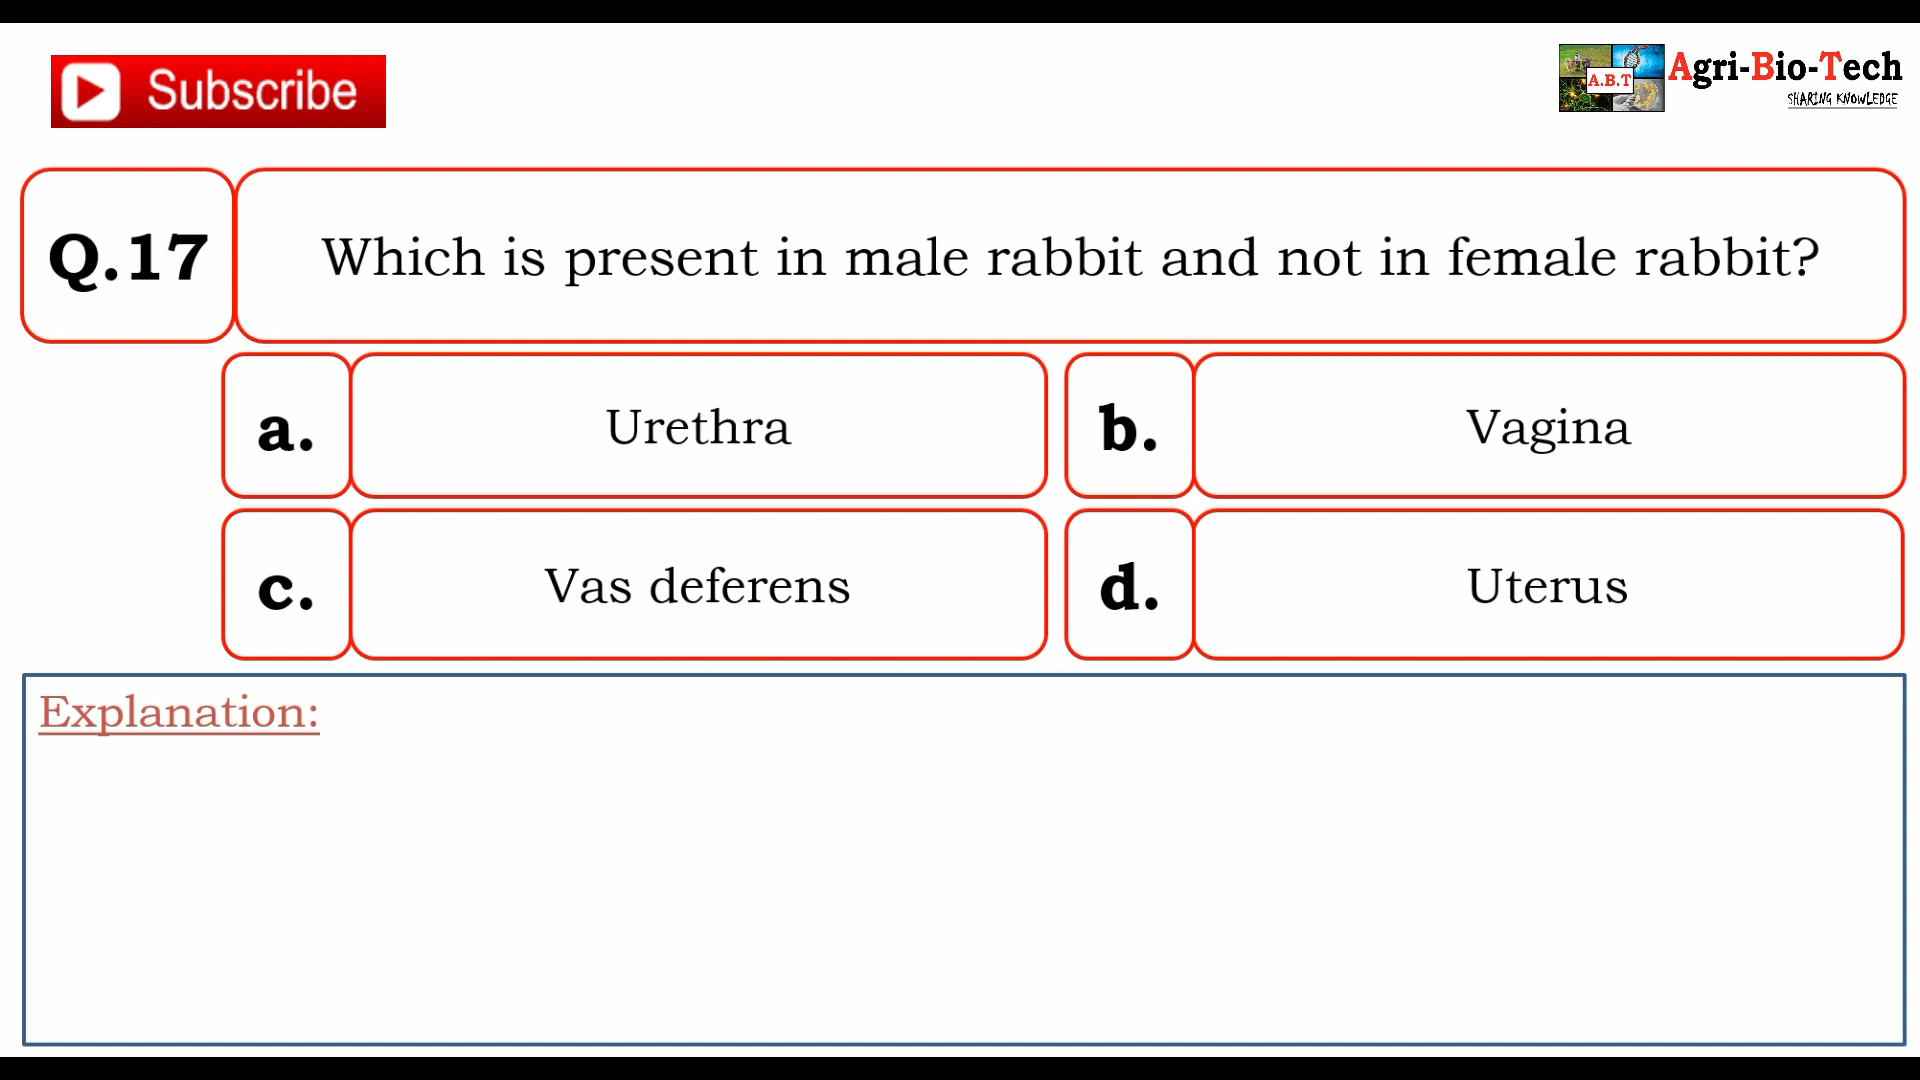 Subscribe
A.B.T
Agri-Bio-Tech
SHARING KNOWLEDGE
Q.17
Which is present in male rabbit and not in female rabbit?
a.
Urethra
b.
Vagina
c.
Vas deferens
d.
Uterus
Explanation: